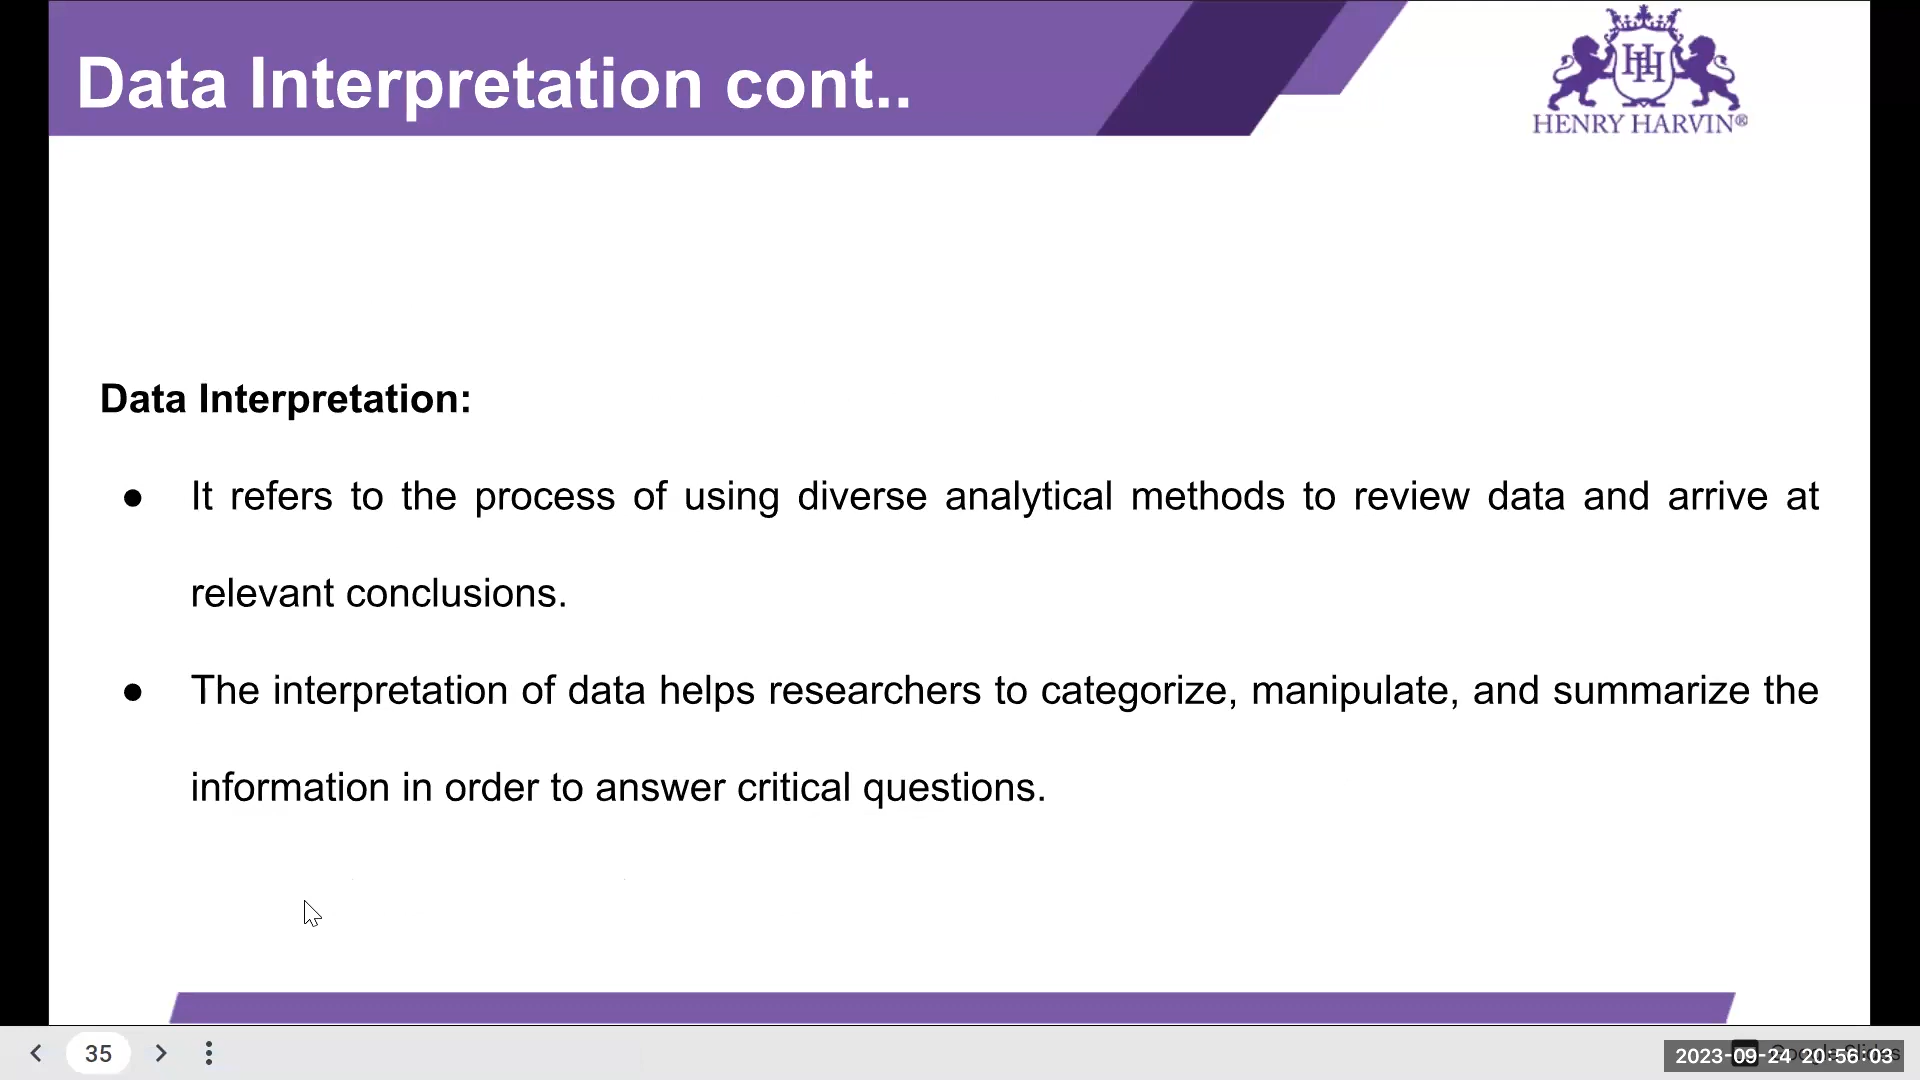 Data Interpretation cont..
HH
HENRY HARVIN®
Data Interpretation:
● It refers to the process of using diverse analytical methods to review data and arrive at
relevant conclusions.
● The interpretation of data helps researchers to categorize, manipulate, and summarize the
information in order to answer critical questions.
35
2023-09-24 20:56:03